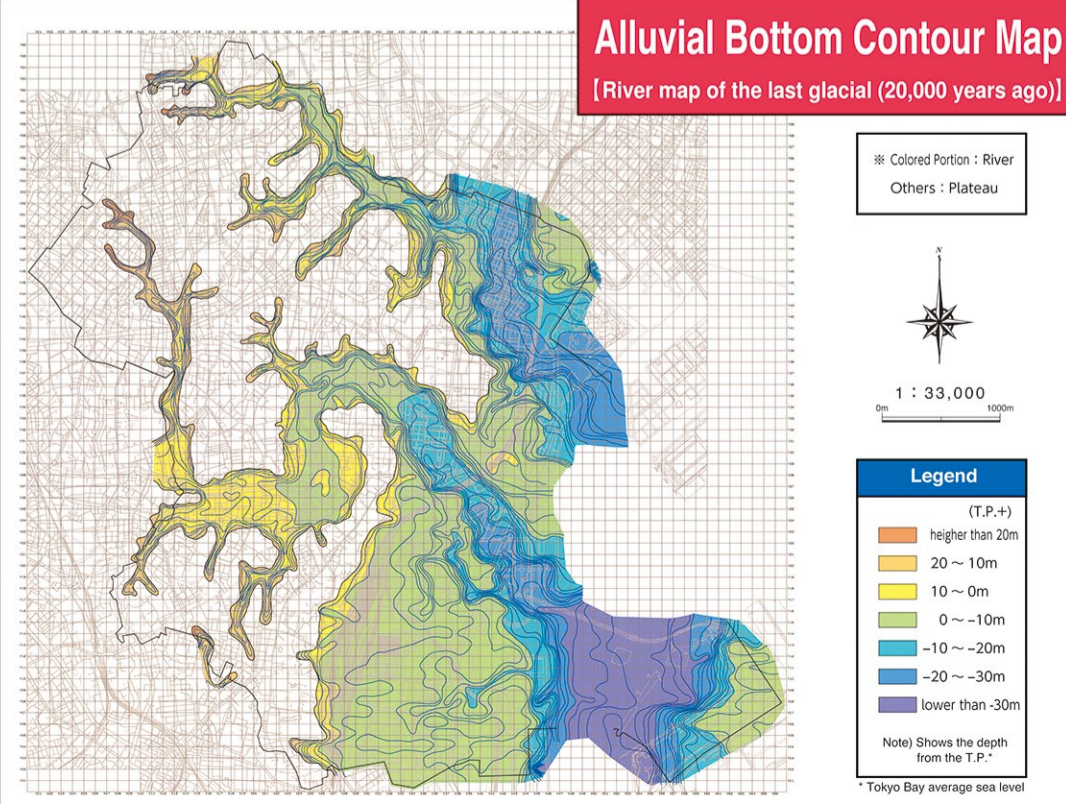 Alluvial Bottom Contour Map
【River map of the last glacial (20,000 years ago)】
※ Colored Portion : River
Others : Plateau
N
1 : 33,000
0m 1000m
Legend
(T.P.+)
heigher than 20m
20 ～ 10m
10 ～ 0m
0 ～ –10m
–10 ～ –20m
–20 ～ –30m
lower than -30m
Note) Shows the depth
from the T.P.*
* Tokyo Bay average sea level